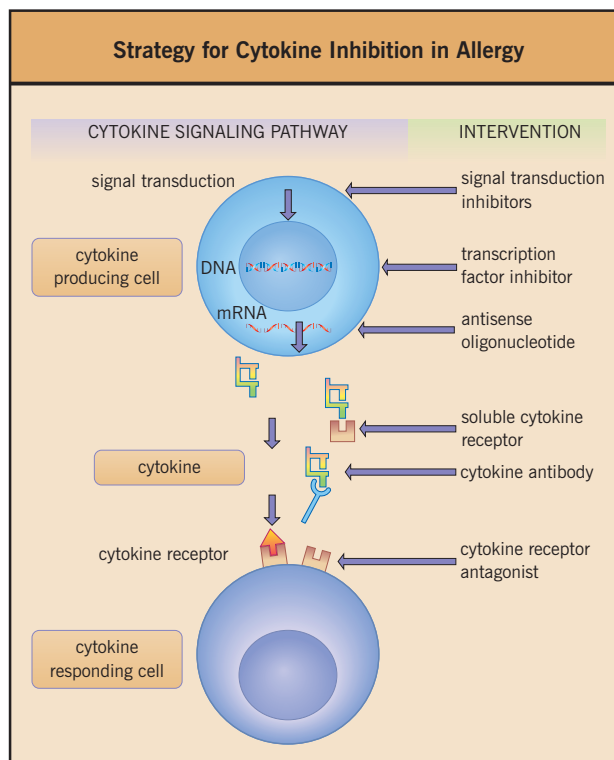 Strategy for Cytokine Inhibition in Allergy
CYTOKINE SIGNALING PATHWAY
INTERVENTION
signal transduction
signal transduction
inhibitors
cytokine
producing cell
DNA
transcription
factor inhibitor
mRNA
antisense
oligonucleotide
soluble cytokine
receptor
cytokine
cytokine antibody
cytokine receptor
cytokine receptor
antagonist
cytokine
responding cell